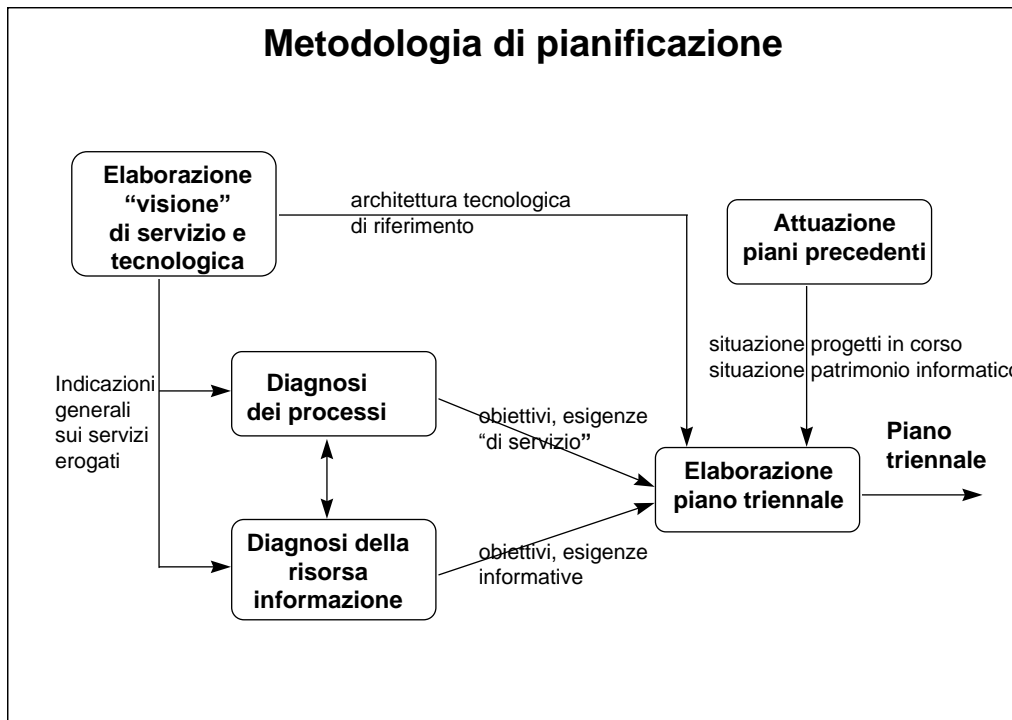 Metodologia di pianificazione
Elaborazione
“visione”
di servizio e
tecnologica
architettura tecnologica
di riferimento
Attuazione
piani precedenti
situazione progetti in corso
situazione patrimonio informatico
Indicazioni
generali
sui servizi
erogati
Diagnosi
dei processi
obiettivi, esigenze
“di servizio”
Piano
triennale
Elaborazione
piano triennale
Diagnosi della
risorsa
informazione
obiettivi, esigenze
informative